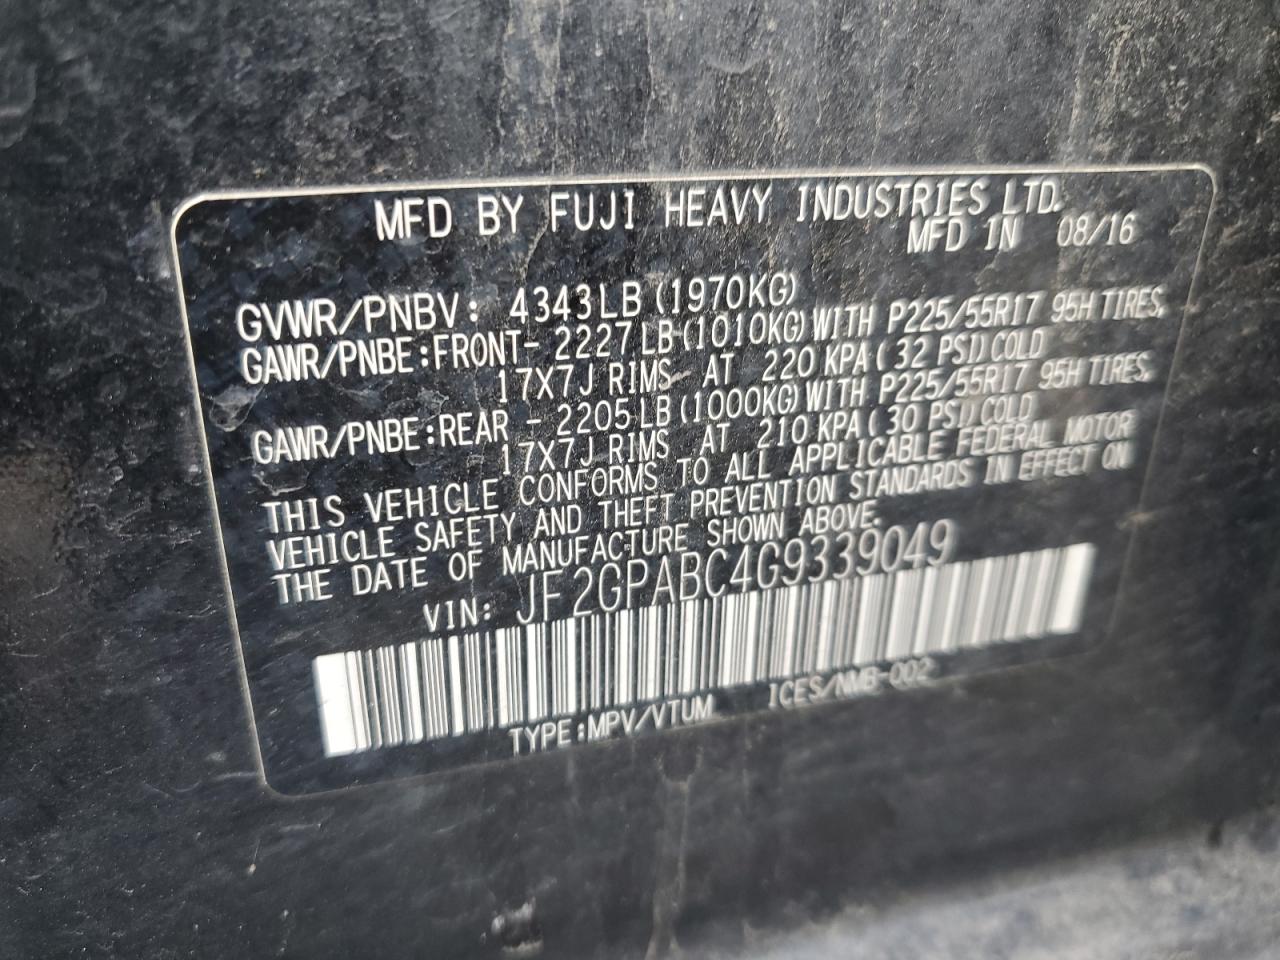 MFD BY FUJI HEAVY INDUSTRIES LTD.
MFD IN 08/16
GVWR/PNBV: 4343LB (1970KG)
GAWR/PNBE:FRONT- 2227 LB (1010KG) WITH P225/55R17 95H TIRES,
17X7J RIMS AT 220 KPA ( 32 PSI) COLD
GAWR/PNBE:REAR - 2205 LB (1000KG) WITH P225/55R17 95H TIRES,
17X7J RIMS AT 210 KPA ( 30 PSI) COLD
THIS VEHICLE CONFORMS TO ALL APPLICABLE FEDERAL MOTOR
VEHICLE SAFETY AND THEFT PREVENTION STANDARDS IN EFFECT ON
THE DATE OF MANUFACTURE SHOWN ABOVE.
VIN: JF2GPABC4G9339049
TYPE:MPV/VTUM ICES/NMB-002